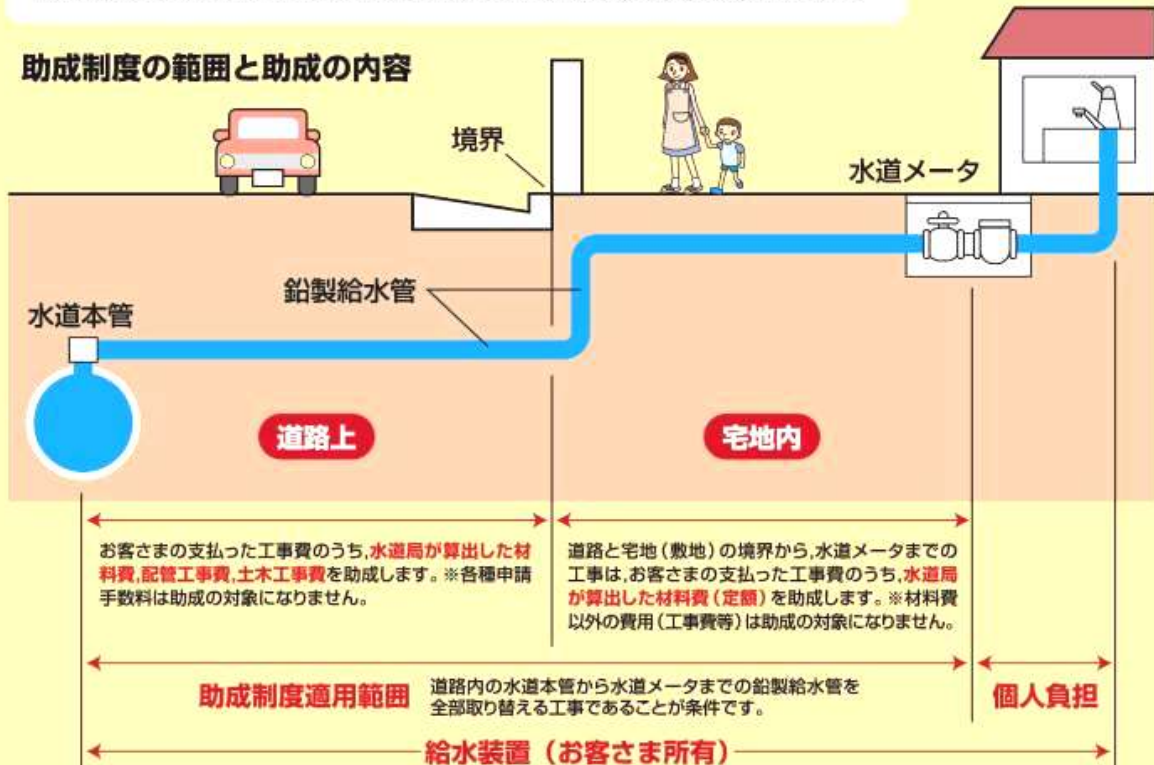 助成制度の範囲と助成の内容
境界
水道メータ
鉛製給水管
水道本管
道路上
宅地内
お客さまの支払った工事費のうち,水道局が算出した材
料費,配管工事費,土木工事費を助成します。※各種申請
手数料は助成の対象になりません。
道路と宅地(敷地)の境界から,水道メータまでの
工事は,お客さまの支払った工事費のうち,水道局
が算出した材料費(定額)を助成します。※材料費
以外の費用(工事費等)は助成の対象になりません。
助成制度適用範囲
道路内の水道本管から水道メータまでの鉛製給水管を
全部取り替える工事であることが条件です。
個人負担
給水装置(お客さま所有)